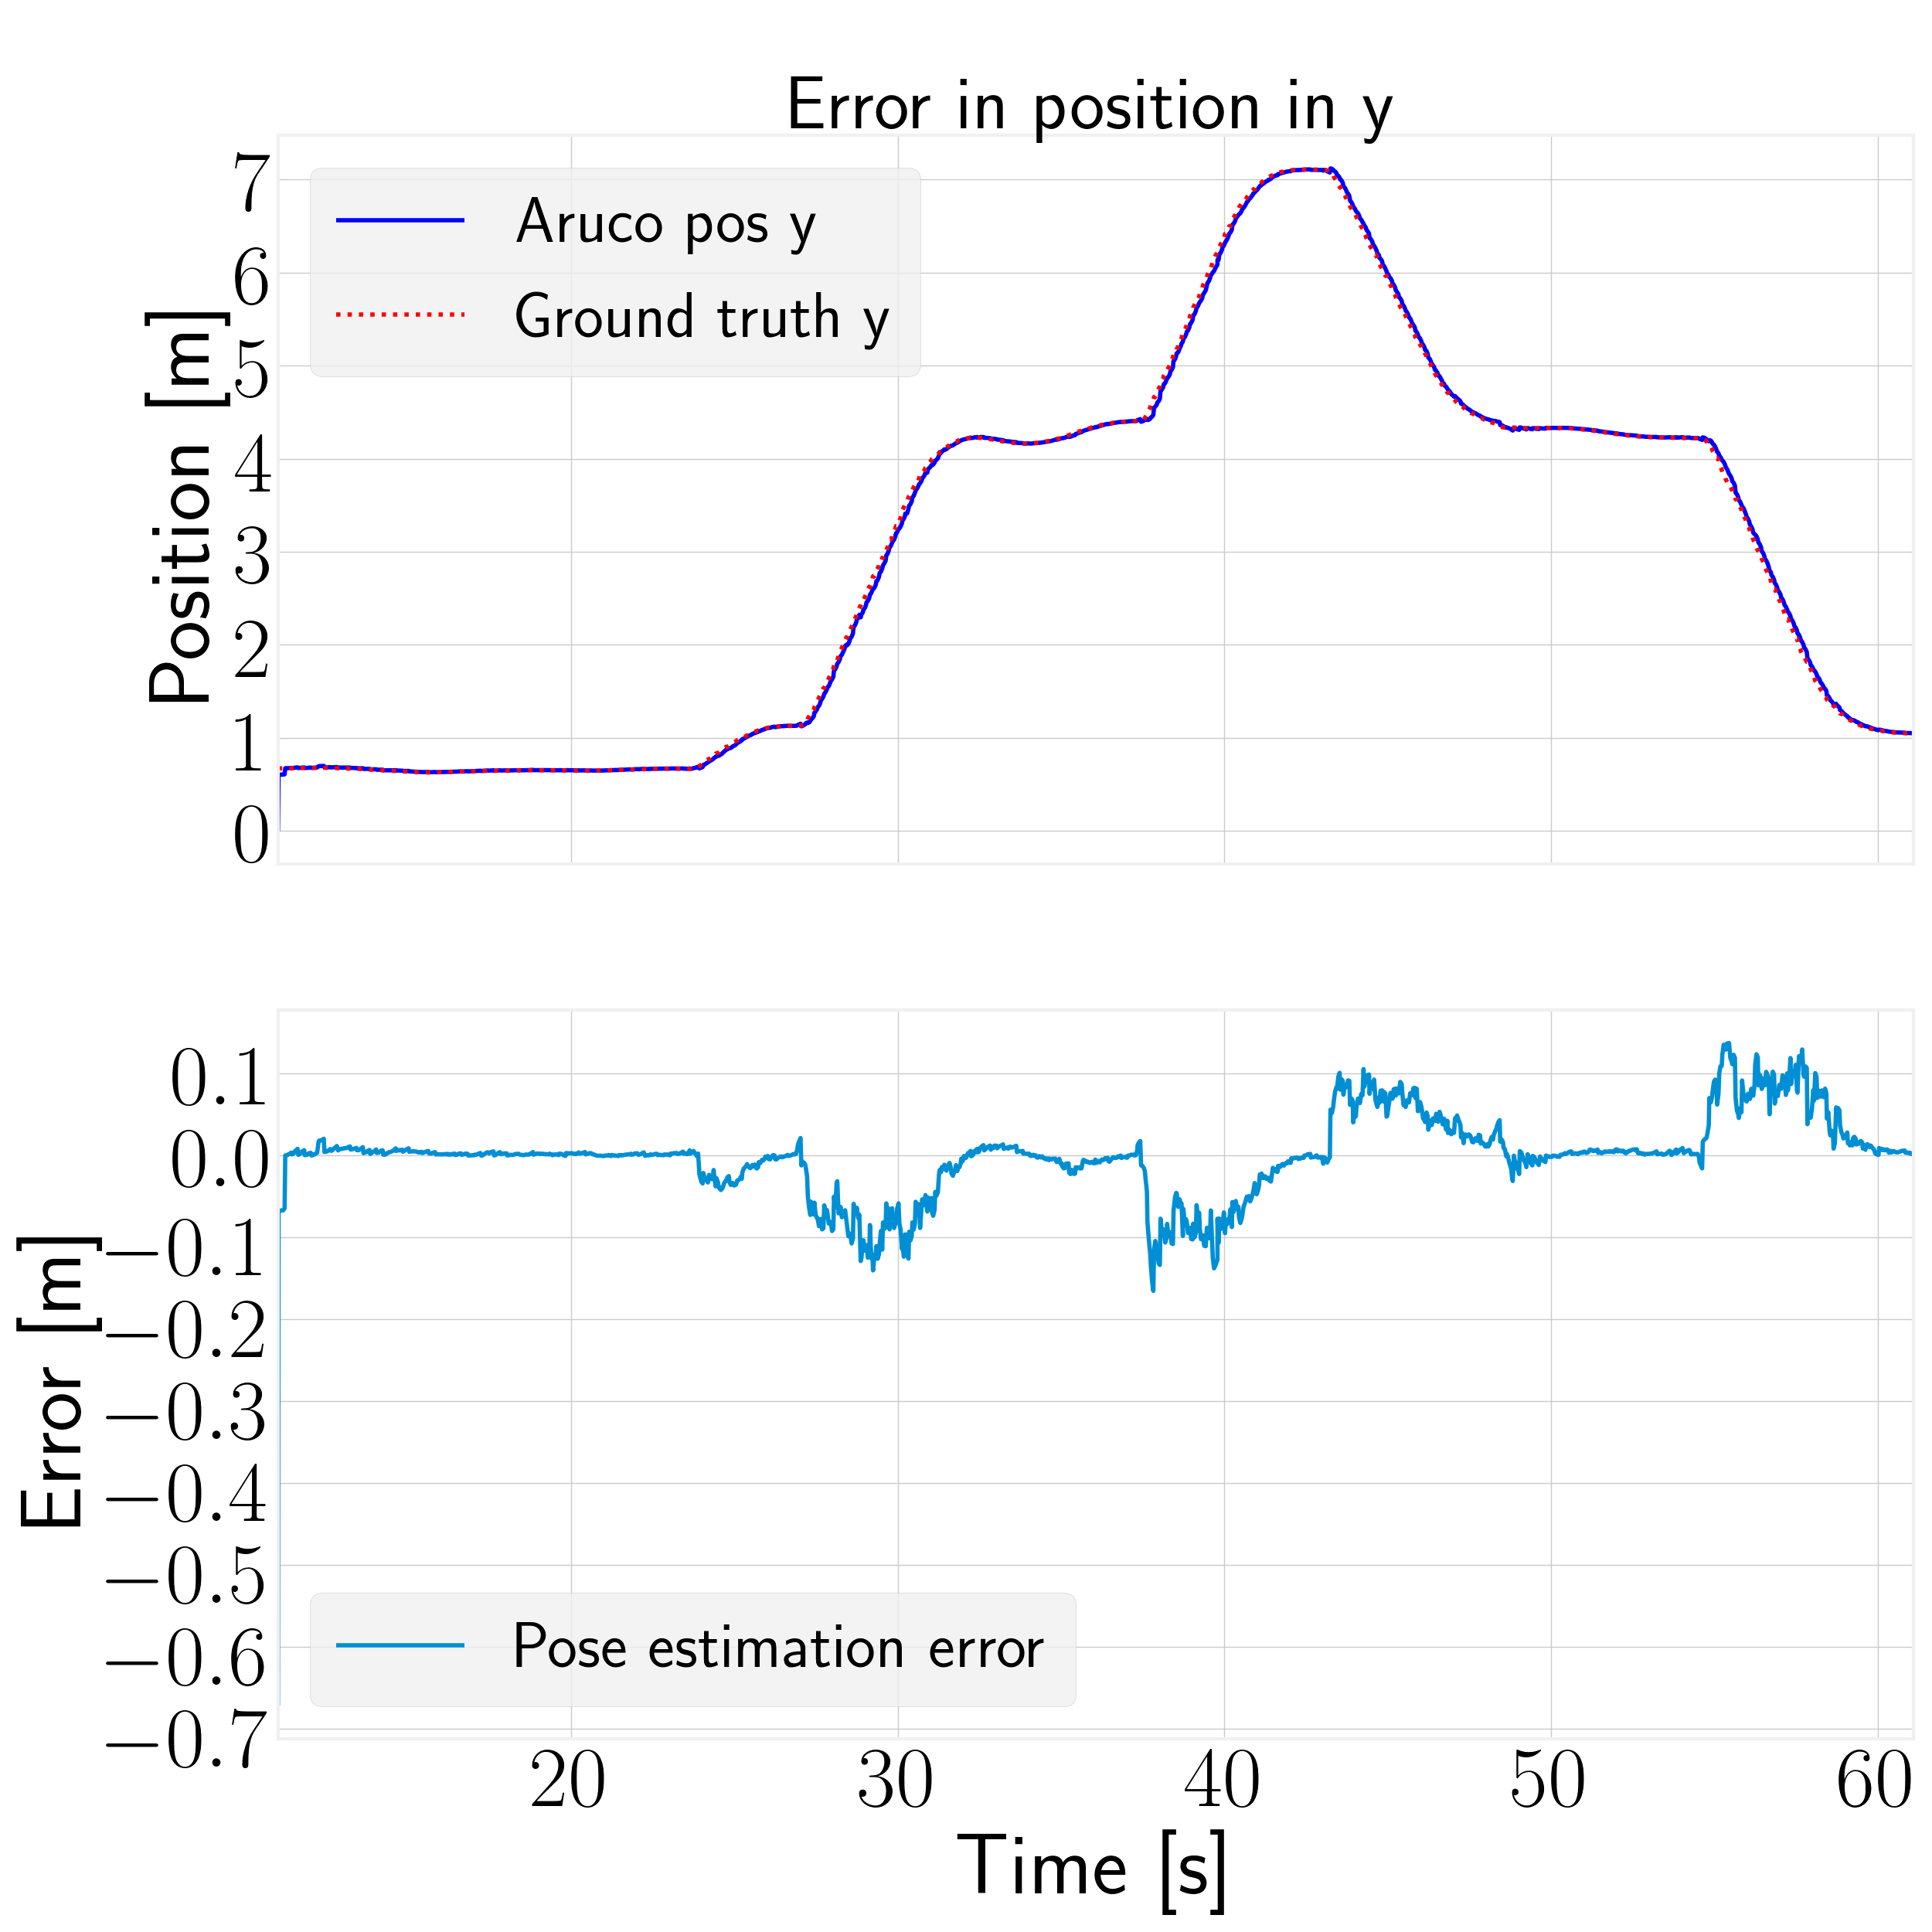 Error in position in y
Position [m]
7
6
5
4
3
2
1
0
Aruco pos y
Ground truth y
Error [m]
0.1
0.0
−0.1
−0.2
−0.3
−0.4
−0.5
−0.6
−0.7
Pose estimation error
20 30 40 50 60
Time [s]